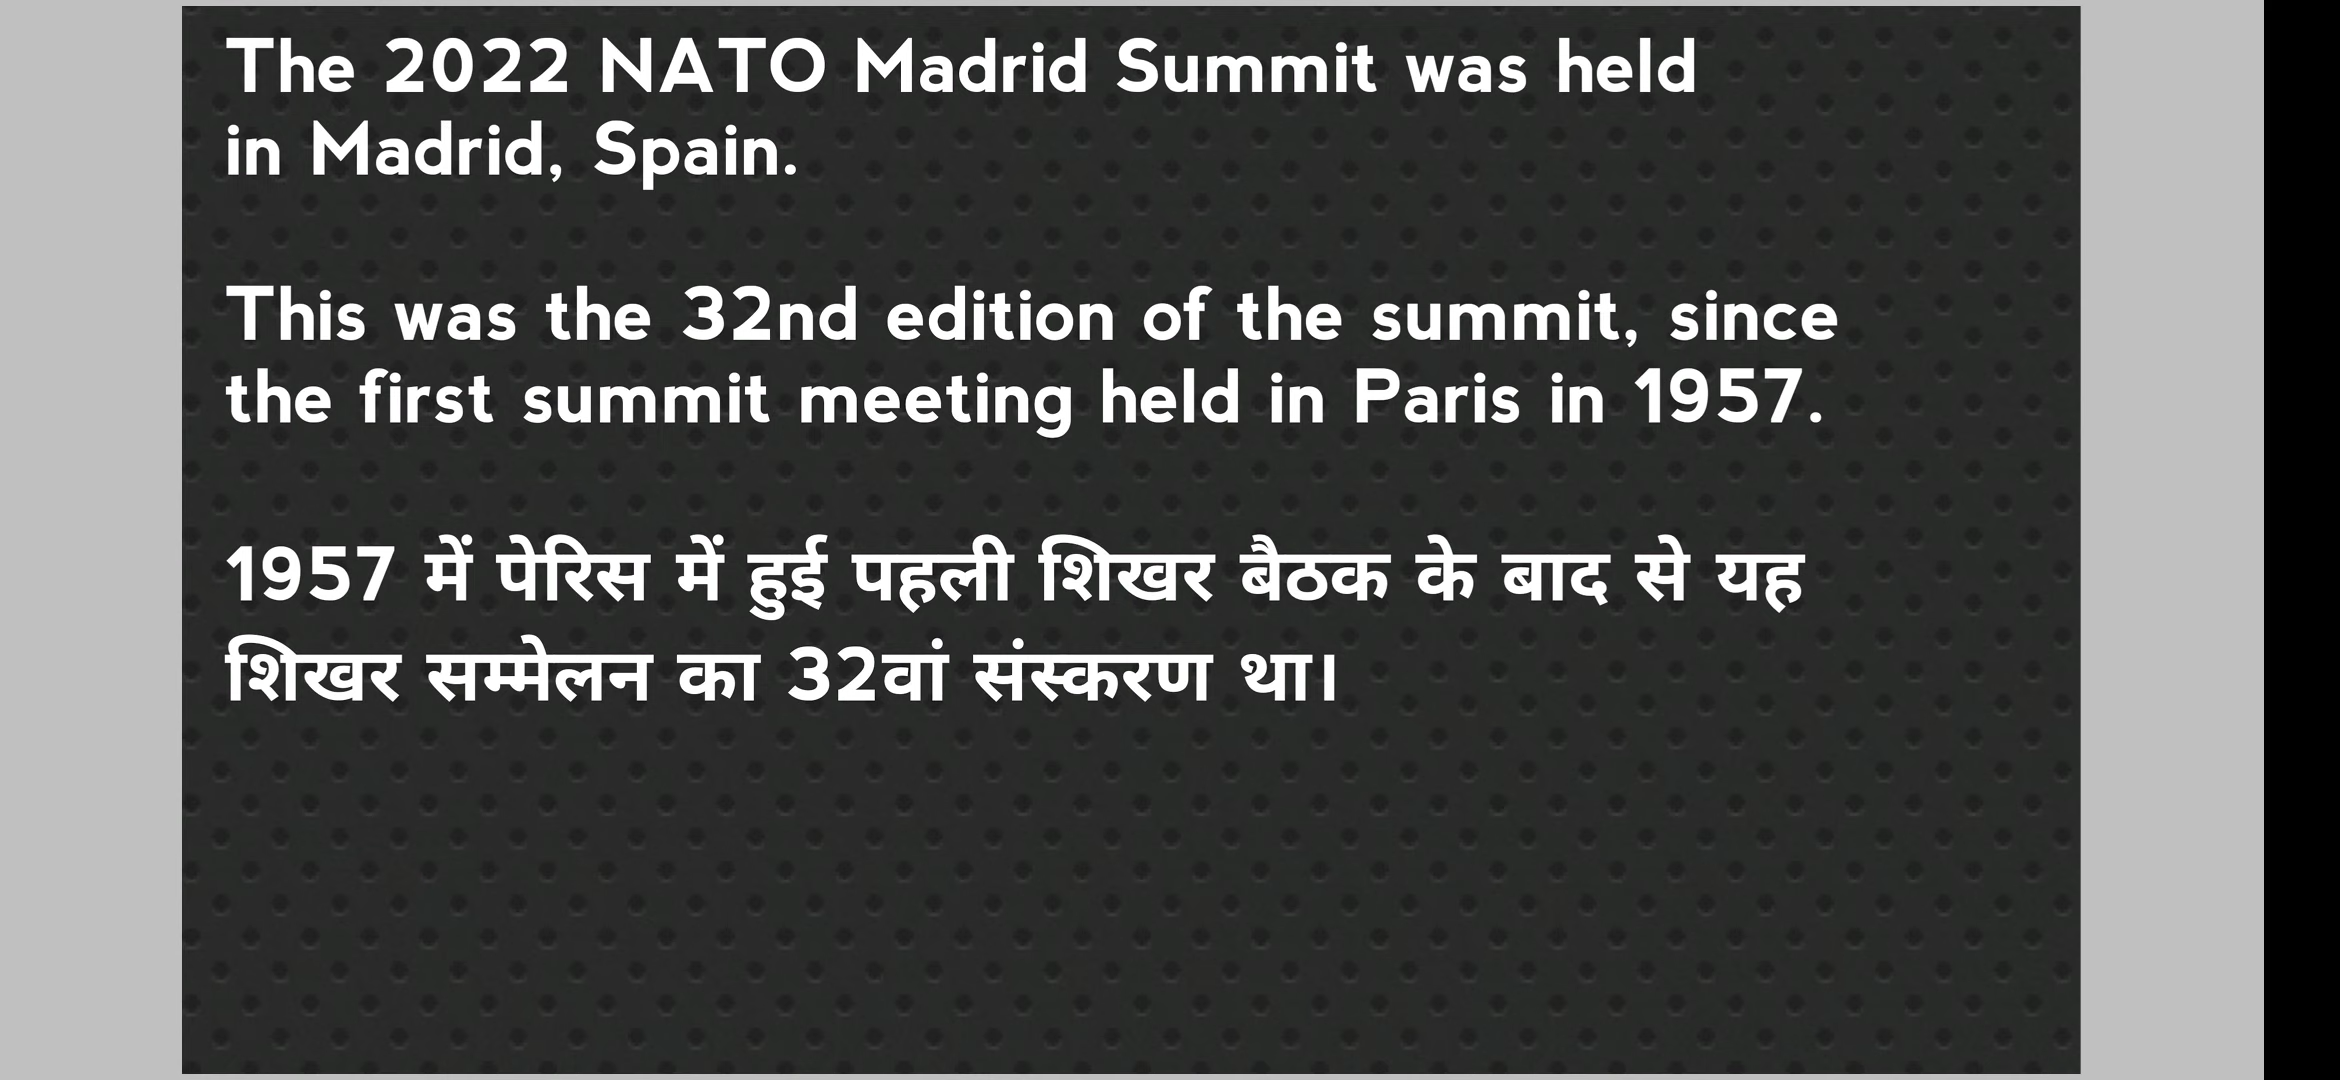 The 2022 NATO Madrid Summit was held
in Madrid, Spain.
This was the 32nd edition of the summit, since
the first summit meeting held in Paris in 1957.
1957 में पेरिस में हुई पहली शिखर बैठक के बाद से यह
शिखर सम्मेलन का 32वां संस्करण था।